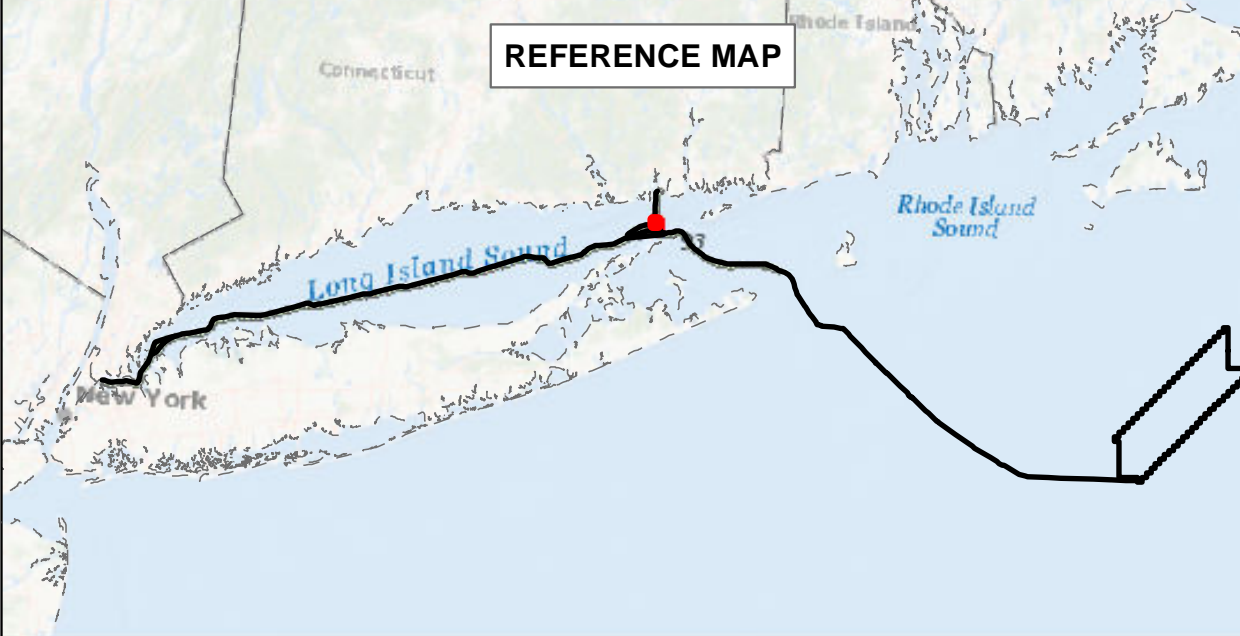 Rhode Island
REFERENCE MAP
Connecticut
Rhode Island
Sound
Long Island Sound
New York